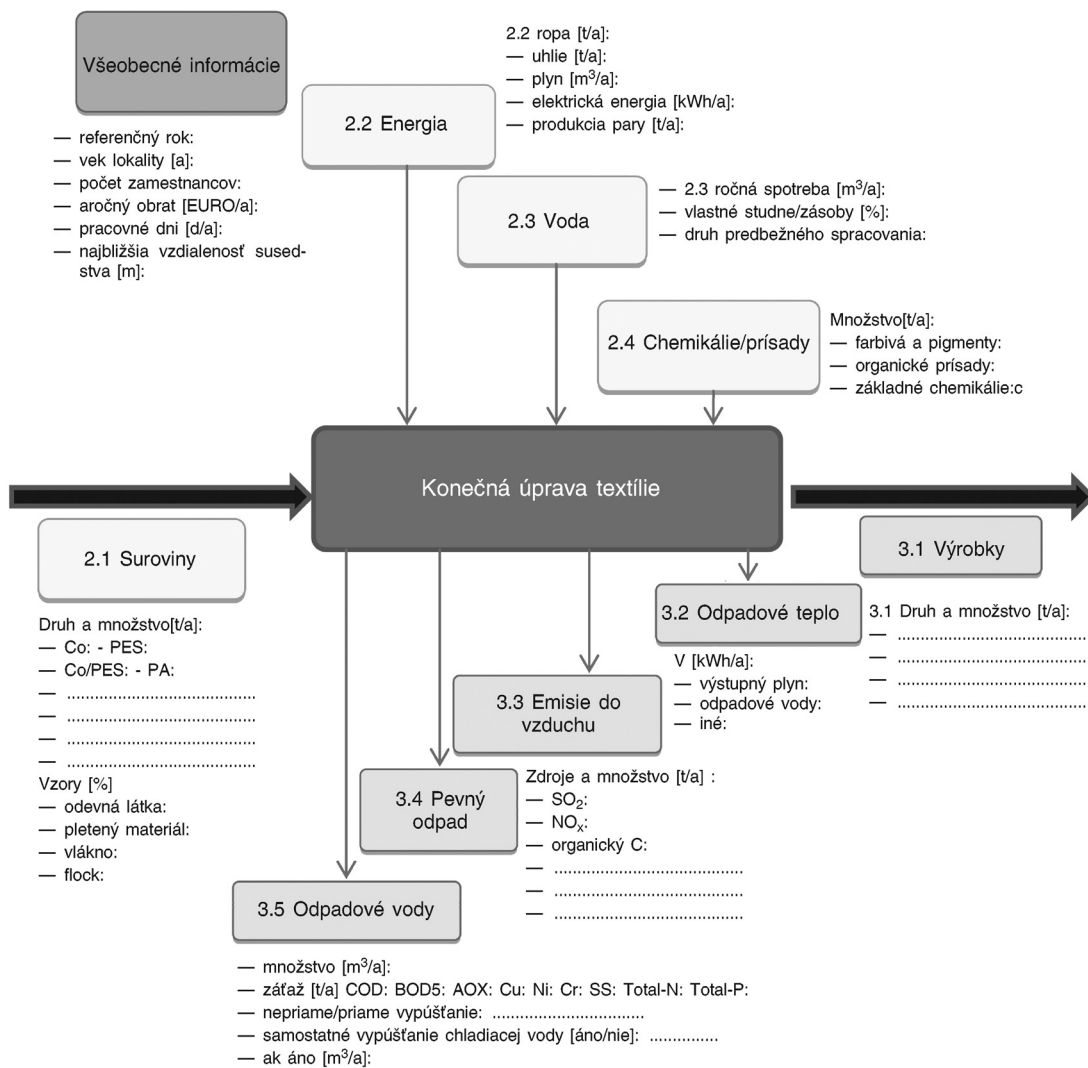 Všeobecné informácie
— referenčný rok:
— vek lokality [a]:
— počet zamestnancov:
— aročný obrat [EURO/a]:
— pracovné dni [d/a]:
— najbližšia vzdialenosť sused-
stva [m]:
2.2 Energia
2.2 ropa [t/a]:
— uhlie [t/a]:
— plyn [m³/a]:
— elektrická energia [kWh/a]:
— produkcia pary [t/a]:
2.3 Voda
— 2.3 ročná spotreba [m³/a]:
— vlastné studne/zásoby [%]:
— druh predbežného spracovania:
2.4 Chemikálie/prísady
Množstvo[t/a]:
— farbivá a pigmenty:
— organické prísady:
— základné chemikálie:c
Konečná úprava textílie
2.1 Suroviny
Druh a množstvo[t/a]:
— Co: - PES:
— Co/PES: - PA:
— ......................................
— ......................................
— ......................................
— ......................................
Vzory [%]
— odevná látka:
— pletený materiál:
— vlákno:
— flock:
3.1 Výrobky
3.1 Druh a množstvo [t/a]:
— ......................................
— ......................................
— ......................................
— ......................................
3.2 Odpadové teplo
V [kWh/a]:
— výstupný plyn:
— odpadové vody:
— iné:
3.3 Emisie do
vzduchu
Zdroje a množstvo [t/a] :
— SO₂:
— NOₓ:
— organický C:
— ......................................
— ......................................
— ......................................
3.4 Pevný
odpad
3.5 Odpadové vody
— množstvo [m³/a]:
— záťaž [t/a] COD: BOD5: AOX: Cu: Ni: Cr: SS: Total-N: Total-P:
— nepriame/priame vypúšťanie: ...............................
— samostatné vypúšťanie chladiacej vody [áno/nie]: ..............
— ak áno [m³/a]: